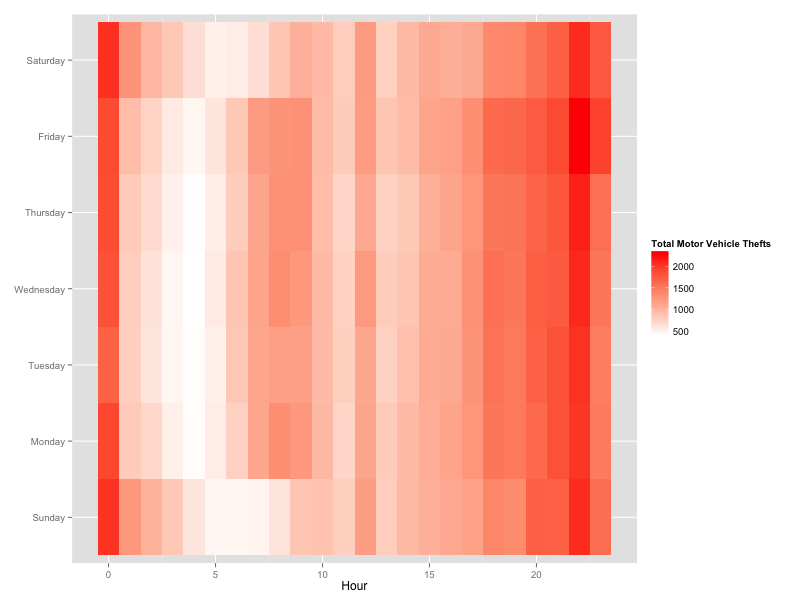 Saturday
Friday
Thursday
Wednesday
Tuesday
Monday
Sunday
0 5 10 15 20
Hour
Total Motor Vehicle Thefts
2000
1500
1000
500